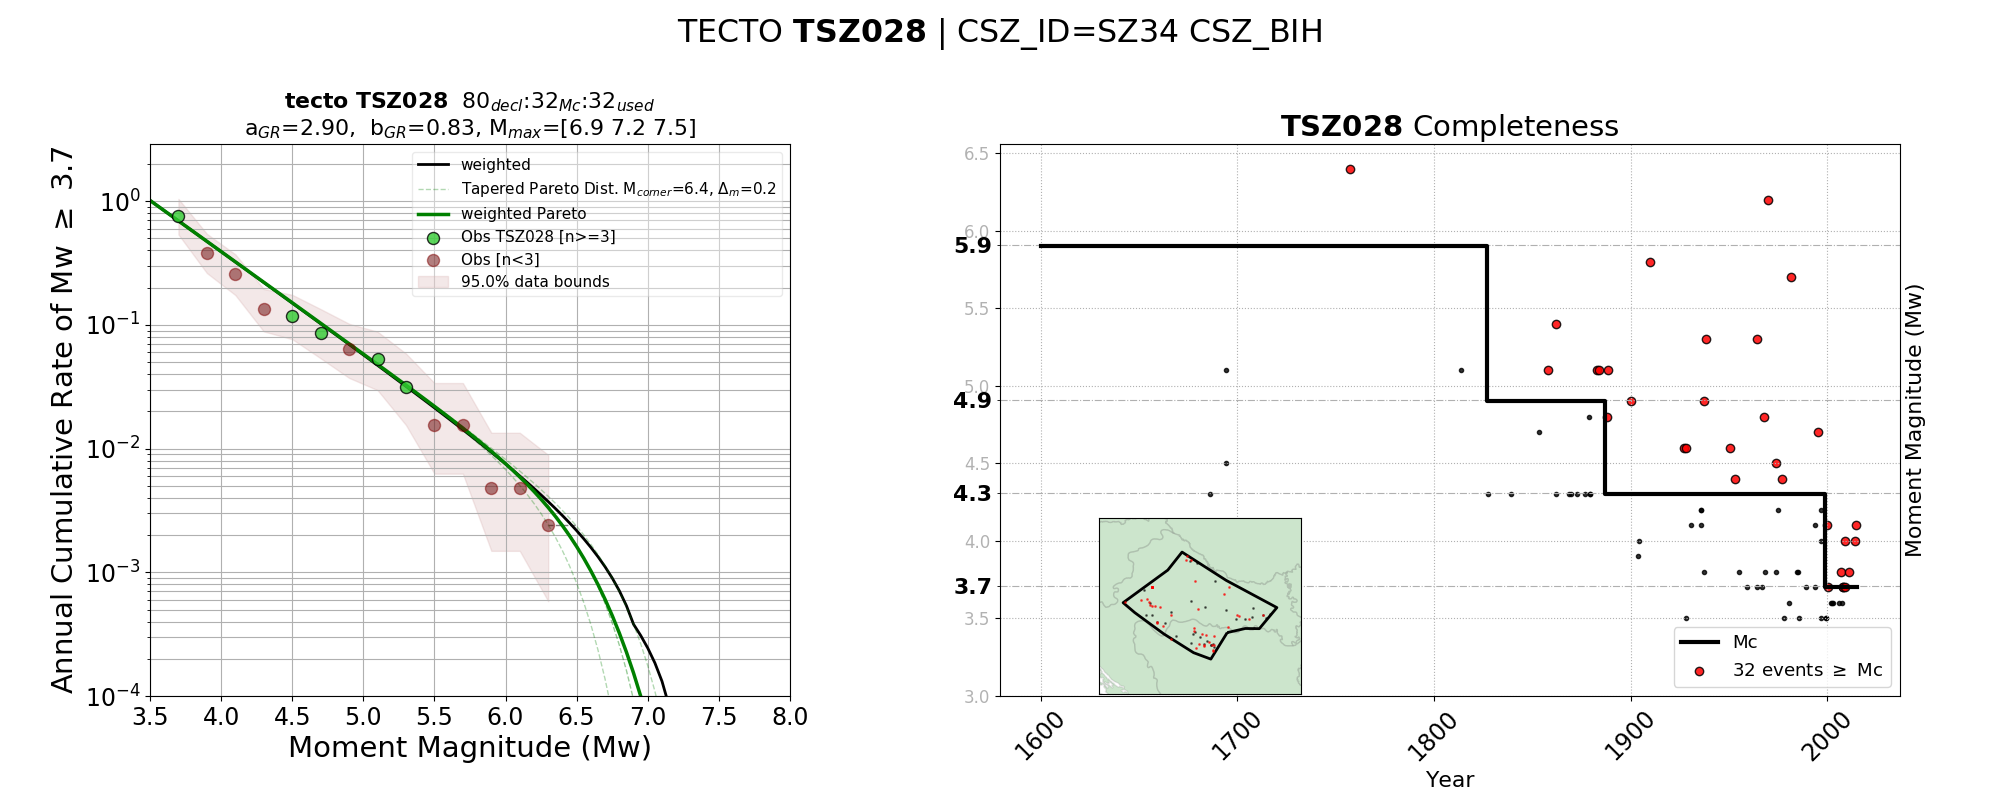 TECTO TSZ028 | CSZ_ID=SZ34 CSZ_BIH
tecto TSZ028 80decl:32Mc:32used
aGR=2.90, bGR=0.83, Mmax=[6.9 7.2 7.5]
Annual Cumulative Rate of Mw ≥ 3.7
10^0
10^-1
10^-2
10^-3
10^-4
weighted
Tapered Pareto Dist. Mcorner=6.4, Δm=0.2
weighted Pareto
Obs TSZ028 [n>=3]
Obs [n<3]
95.0% data bounds
3.5 4.0 4.5 5.0 5.5 6.0 6.5 7.0 7.5 8.0
Moment Magnitude (Mw)
TSZ028 Completeness
6.5
6.0
5.9
5.5
5.0
4.9
4.5
4.3
4.0
3.7
3.5
3.0
Moment Magnitude (Mw)
Mc
32 events ≥ Mc
1600 1700 1800 1900 2000
Year